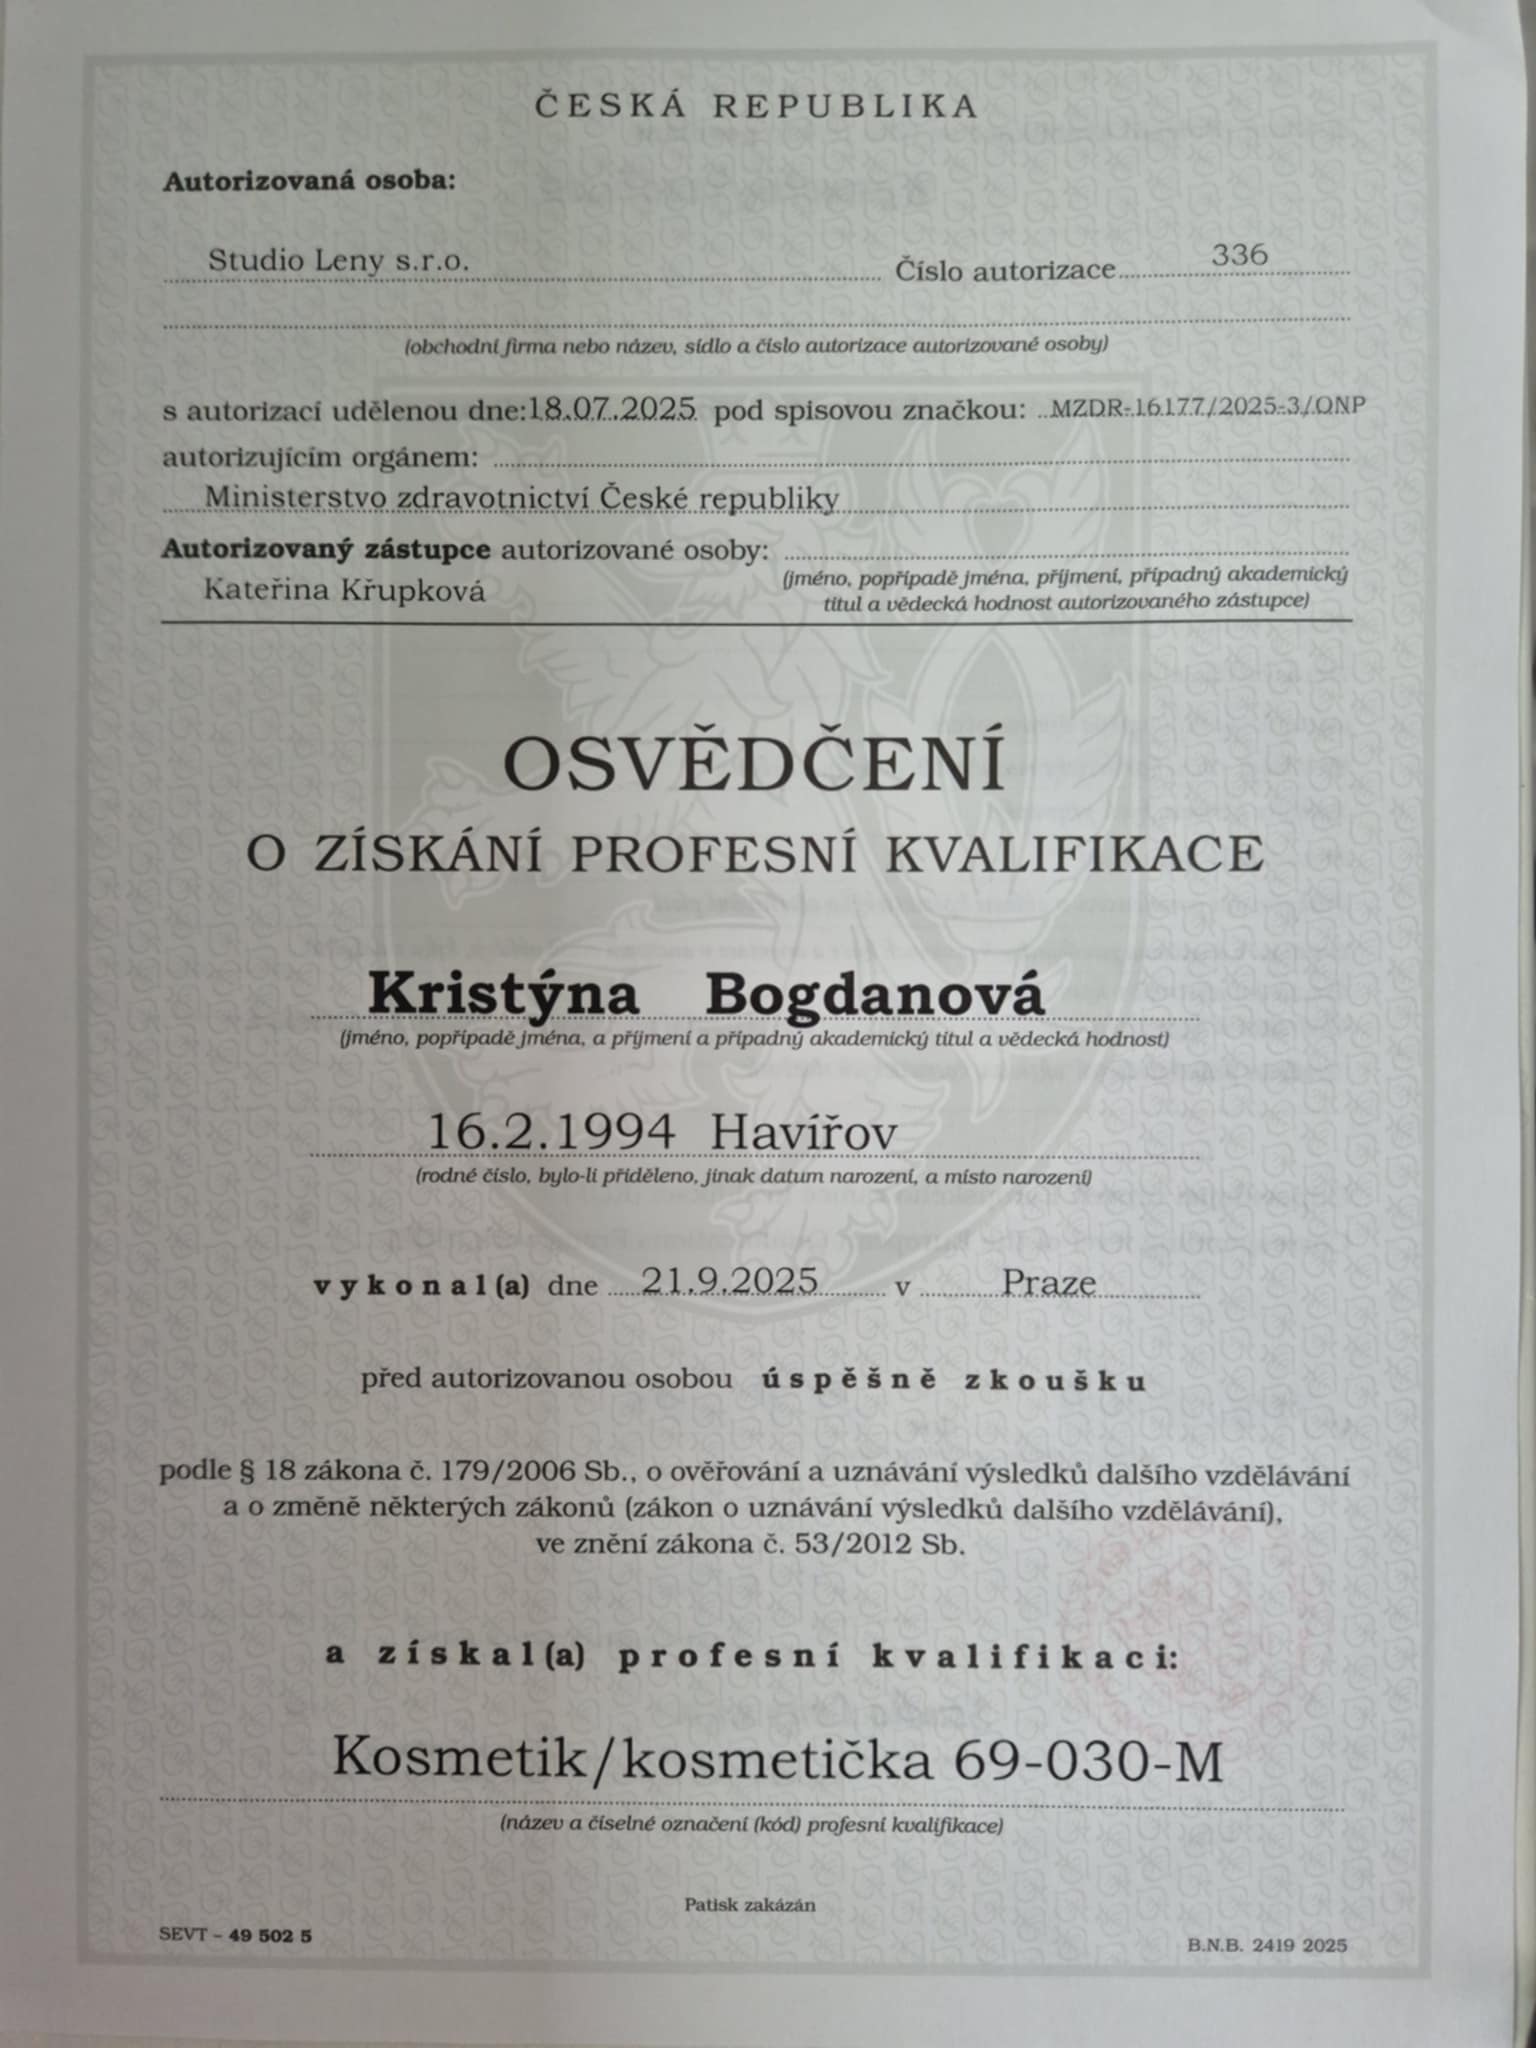 ČESKÁ REPUBLIKA
Autorizovaná osoba:
Studio Leny s.r.o. Číslo autorizace 336
(obchodní firma nebo název, sídlo a číslo autorizace autorizované osoby)
s autorizací udělenou dne: 18.07.2025 pod spisovou značkou: MZDR-16177/2025-3/ONP
autorizujícím orgánem:
Ministerstvo zdravotnictví České republiky
Autorizovaný zástupce autorizované osoby:
Kateřina Křupková (jméno, popřípadě jména, příjmení, případný akademický
titul a vědecká hodnost autorizovaného zástupce)
OSVĚDČENÍ
O ZÍSKÁNÍ PROFESNÍ KVALIFIKACE
Kristýna Bogdanová
(jméno, popřípadě jména, a příjmení a případný akademický titul a vědecká hodnost)
16.2.1994 Havířov
(rodné číslo, bylo-li přiděleno, jinak datum narození, a místo narození)
vykonal(a) dne 21.9.2025 v Praze
před autorizovanou osobou úspěšně zkoušku
podle § 18 zákona č. 179/2006 Sb., o ověřování a uznávání výsledků dalšího vzdělávání
a o změně některých zákonů (zákon o uznávání výsledků dalšího vzdělávání),
ve znění zákona č. 53/2012 Sb.
a získal(a) profesní kvalifikaci:
Kosmetik/kosmetička 69-030-M
(název a číselné označení (kód) profesní kvalifikace)
Patisk zakázán
SEVT – 49 502 5
B.N.B. 2419 2025